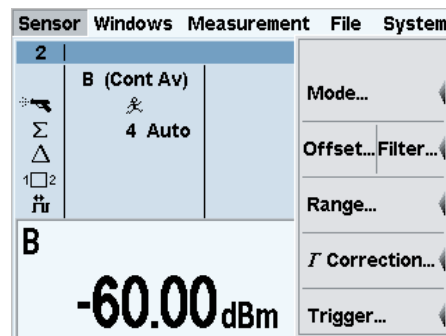 Sensor Windows Measurement File System
2
B (Cont Av)
4 Auto
Σ
Δ
1 2
B
-60.00 dBm
Mode...
Offset... Filter...
Range...
Γ Correction...
Trigger...